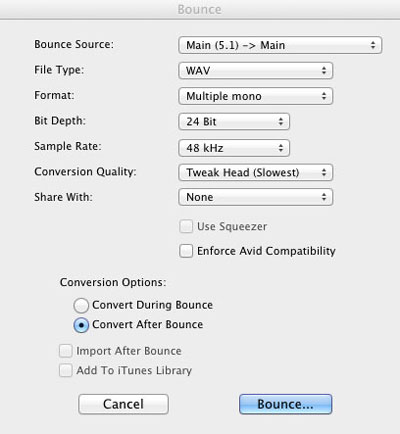 Bounce
Bounce Source: Main (5.1) -> Main
File Type: WAV
Format: Multiple mono
Bit Depth: 24 Bit
Sample Rate: 48 kHz
Conversion Quality: Tweak Head (Slowest)
Share With: None
Use Squeezer
Enforce Avid Compatibility
Conversion Options:
Convert During Bounce
Convert After Bounce
Import After Bounce
Add To iTunes Library
Cancel Bounce...